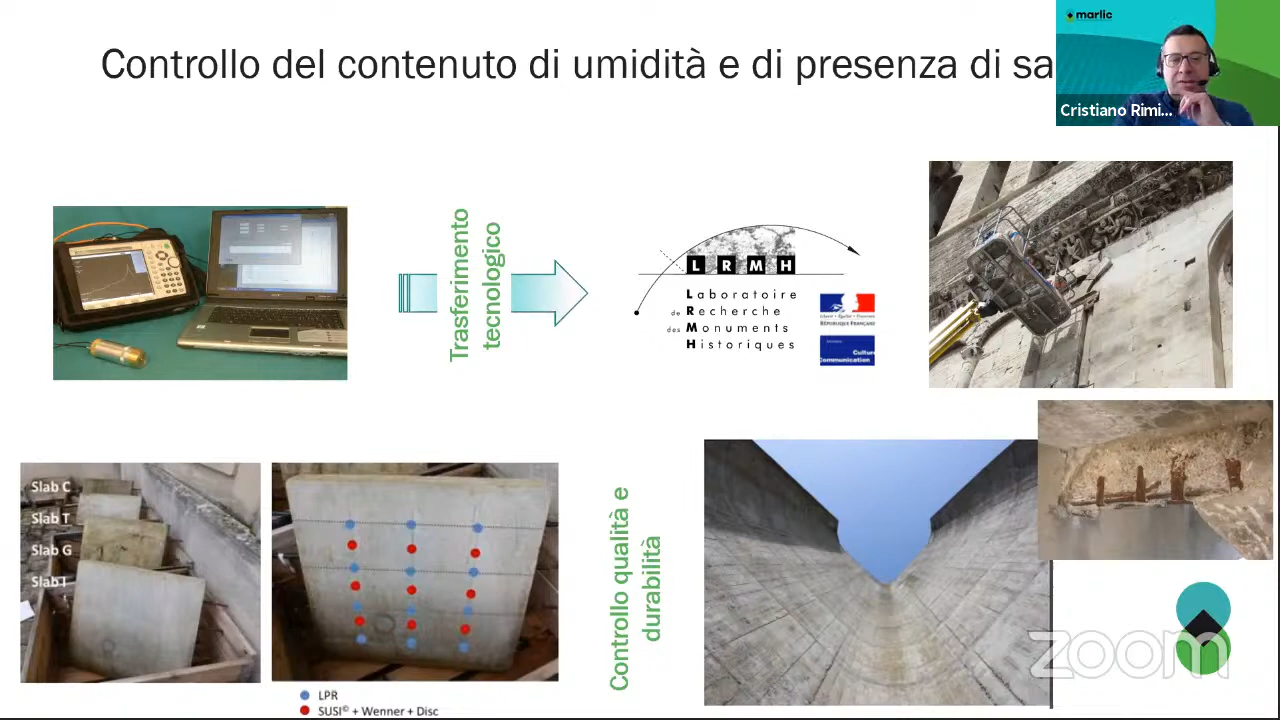 marlic
Controllo del contenuto di umidità e di presenza di sa
Cristiano Rimi...
Trasferimento
tecnologico
L R M H
Laboratoire
de Recherche
des Monuments
Historiques
RÉPUBLIQUE FRANÇAISE
Culture
Communication
Slab C
Slab T
Slab G
Slab I
Controllo qualità e
durabilità
LPR
SUSI© + Wenner + Disc
zoom